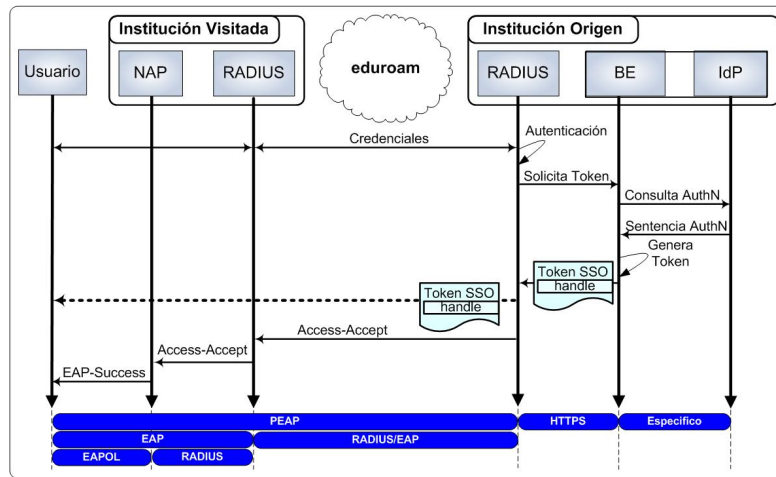 Institución Visitada
Institución Origen
Usuario
NAP
RADIUS
eduroam
RADIUS
BE
IdP
Credenciales
Autenticación
Solicita Token
Consulta AuthN
Sentencia AuthN
Genera
Token
Token SSO
handle
Token SSO
handle
Access-Accept
Access-Accept
EAP-Success
PEAP
HTTPS
Especifico
EAP
RADIUS/EAP
EAPOL
RADIUS